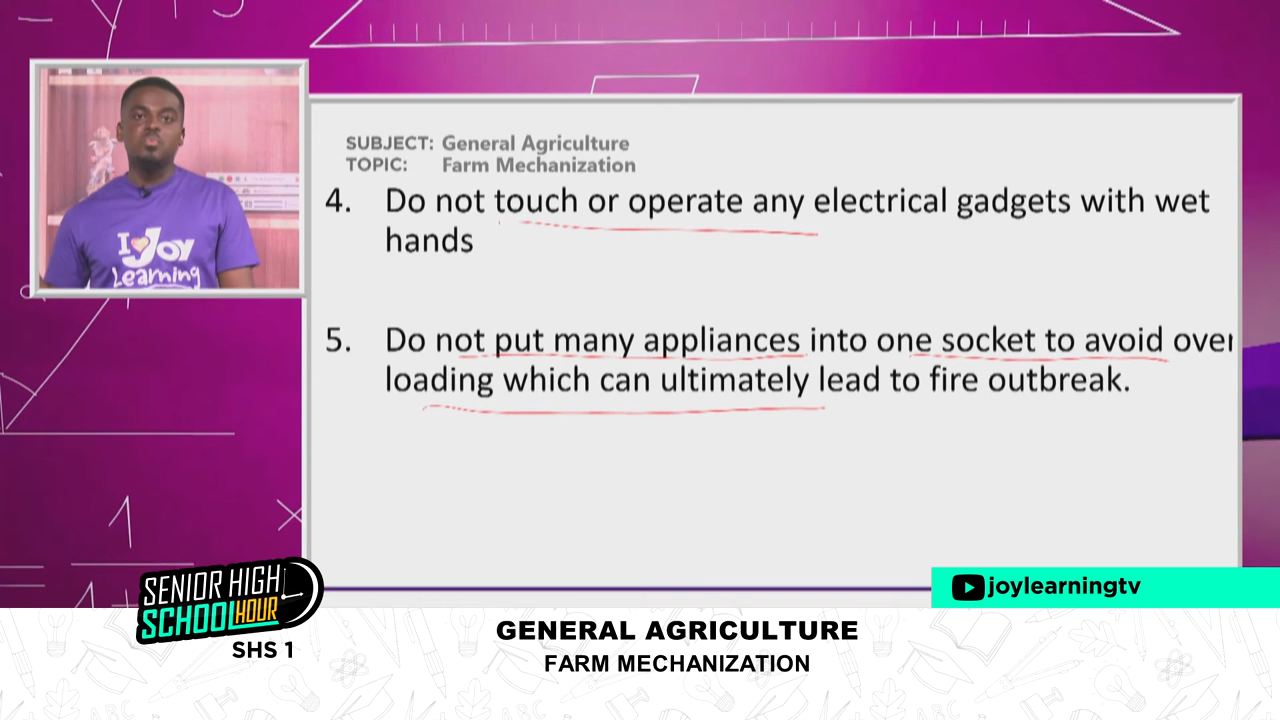 SUBJECT: General Agriculture
TOPIC: Farm Mechanization
4. Do not touch or operate any electrical gadgets with wet
hands
5. Do not put many appliances into one socket to avoid over
loading which can ultimately lead to fire outbreak.
I Joy
Learning
SENIOR HIGH
SCHOOL HOUR
SHS 1
joylearningtv
GENERAL AGRICULTURE
FARM MECHANIZATION